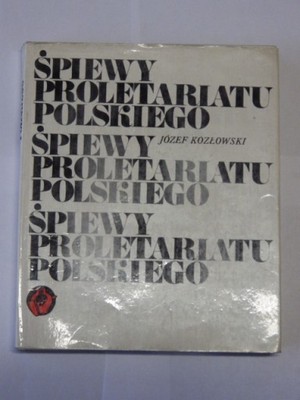 ŚPIEWY
PROLETARIATU
POLSKIEGO
ŚPIEWY JÓZEF KOZŁOWSKI
PROLETARIATU
POLSKIEGO
ŚPIEWY
PROLETARIATU
POLSKIEGO